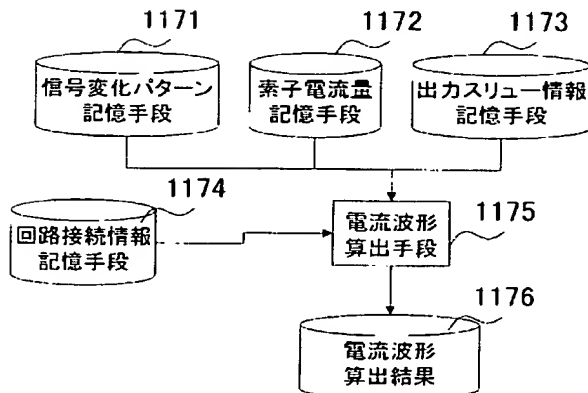 1171
1172
1173
信号変化パターン
記憶手段
素子電流量
記憶手段
出力スリュー情報
記憶手段
1174
回路接続情報
記憶手段
電流波形
算出手段
1175
1176
電流波形
算出結果